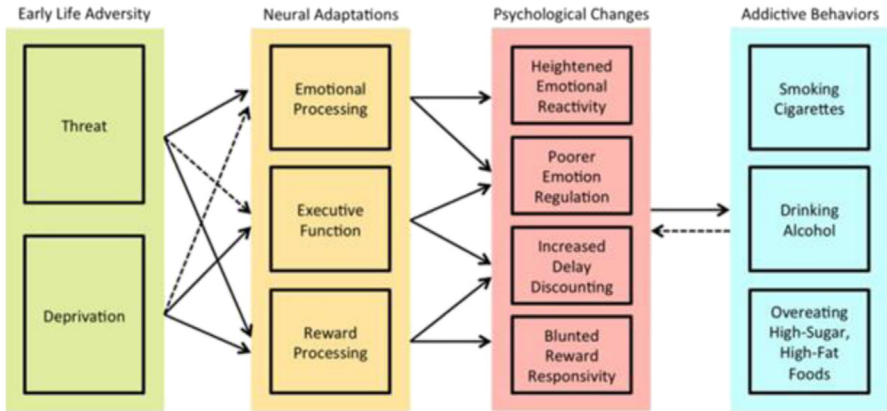 Early Life Adversity
Neural Adaptations
Psychological Changes
Addictive Behaviors
Threat
Deprivation
Emotional
Processing
Executive
Function
Reward
Processing
Heightened
Emotional
Reactivity
Poorer
Emotion
Regulation
Increased
Delay
Discounting
Blunted
Reward
Responsivity
Smoking
Cigarettes
Drinking
Alcohol
Overeating
High-Sugar,
High-Fat
Foods